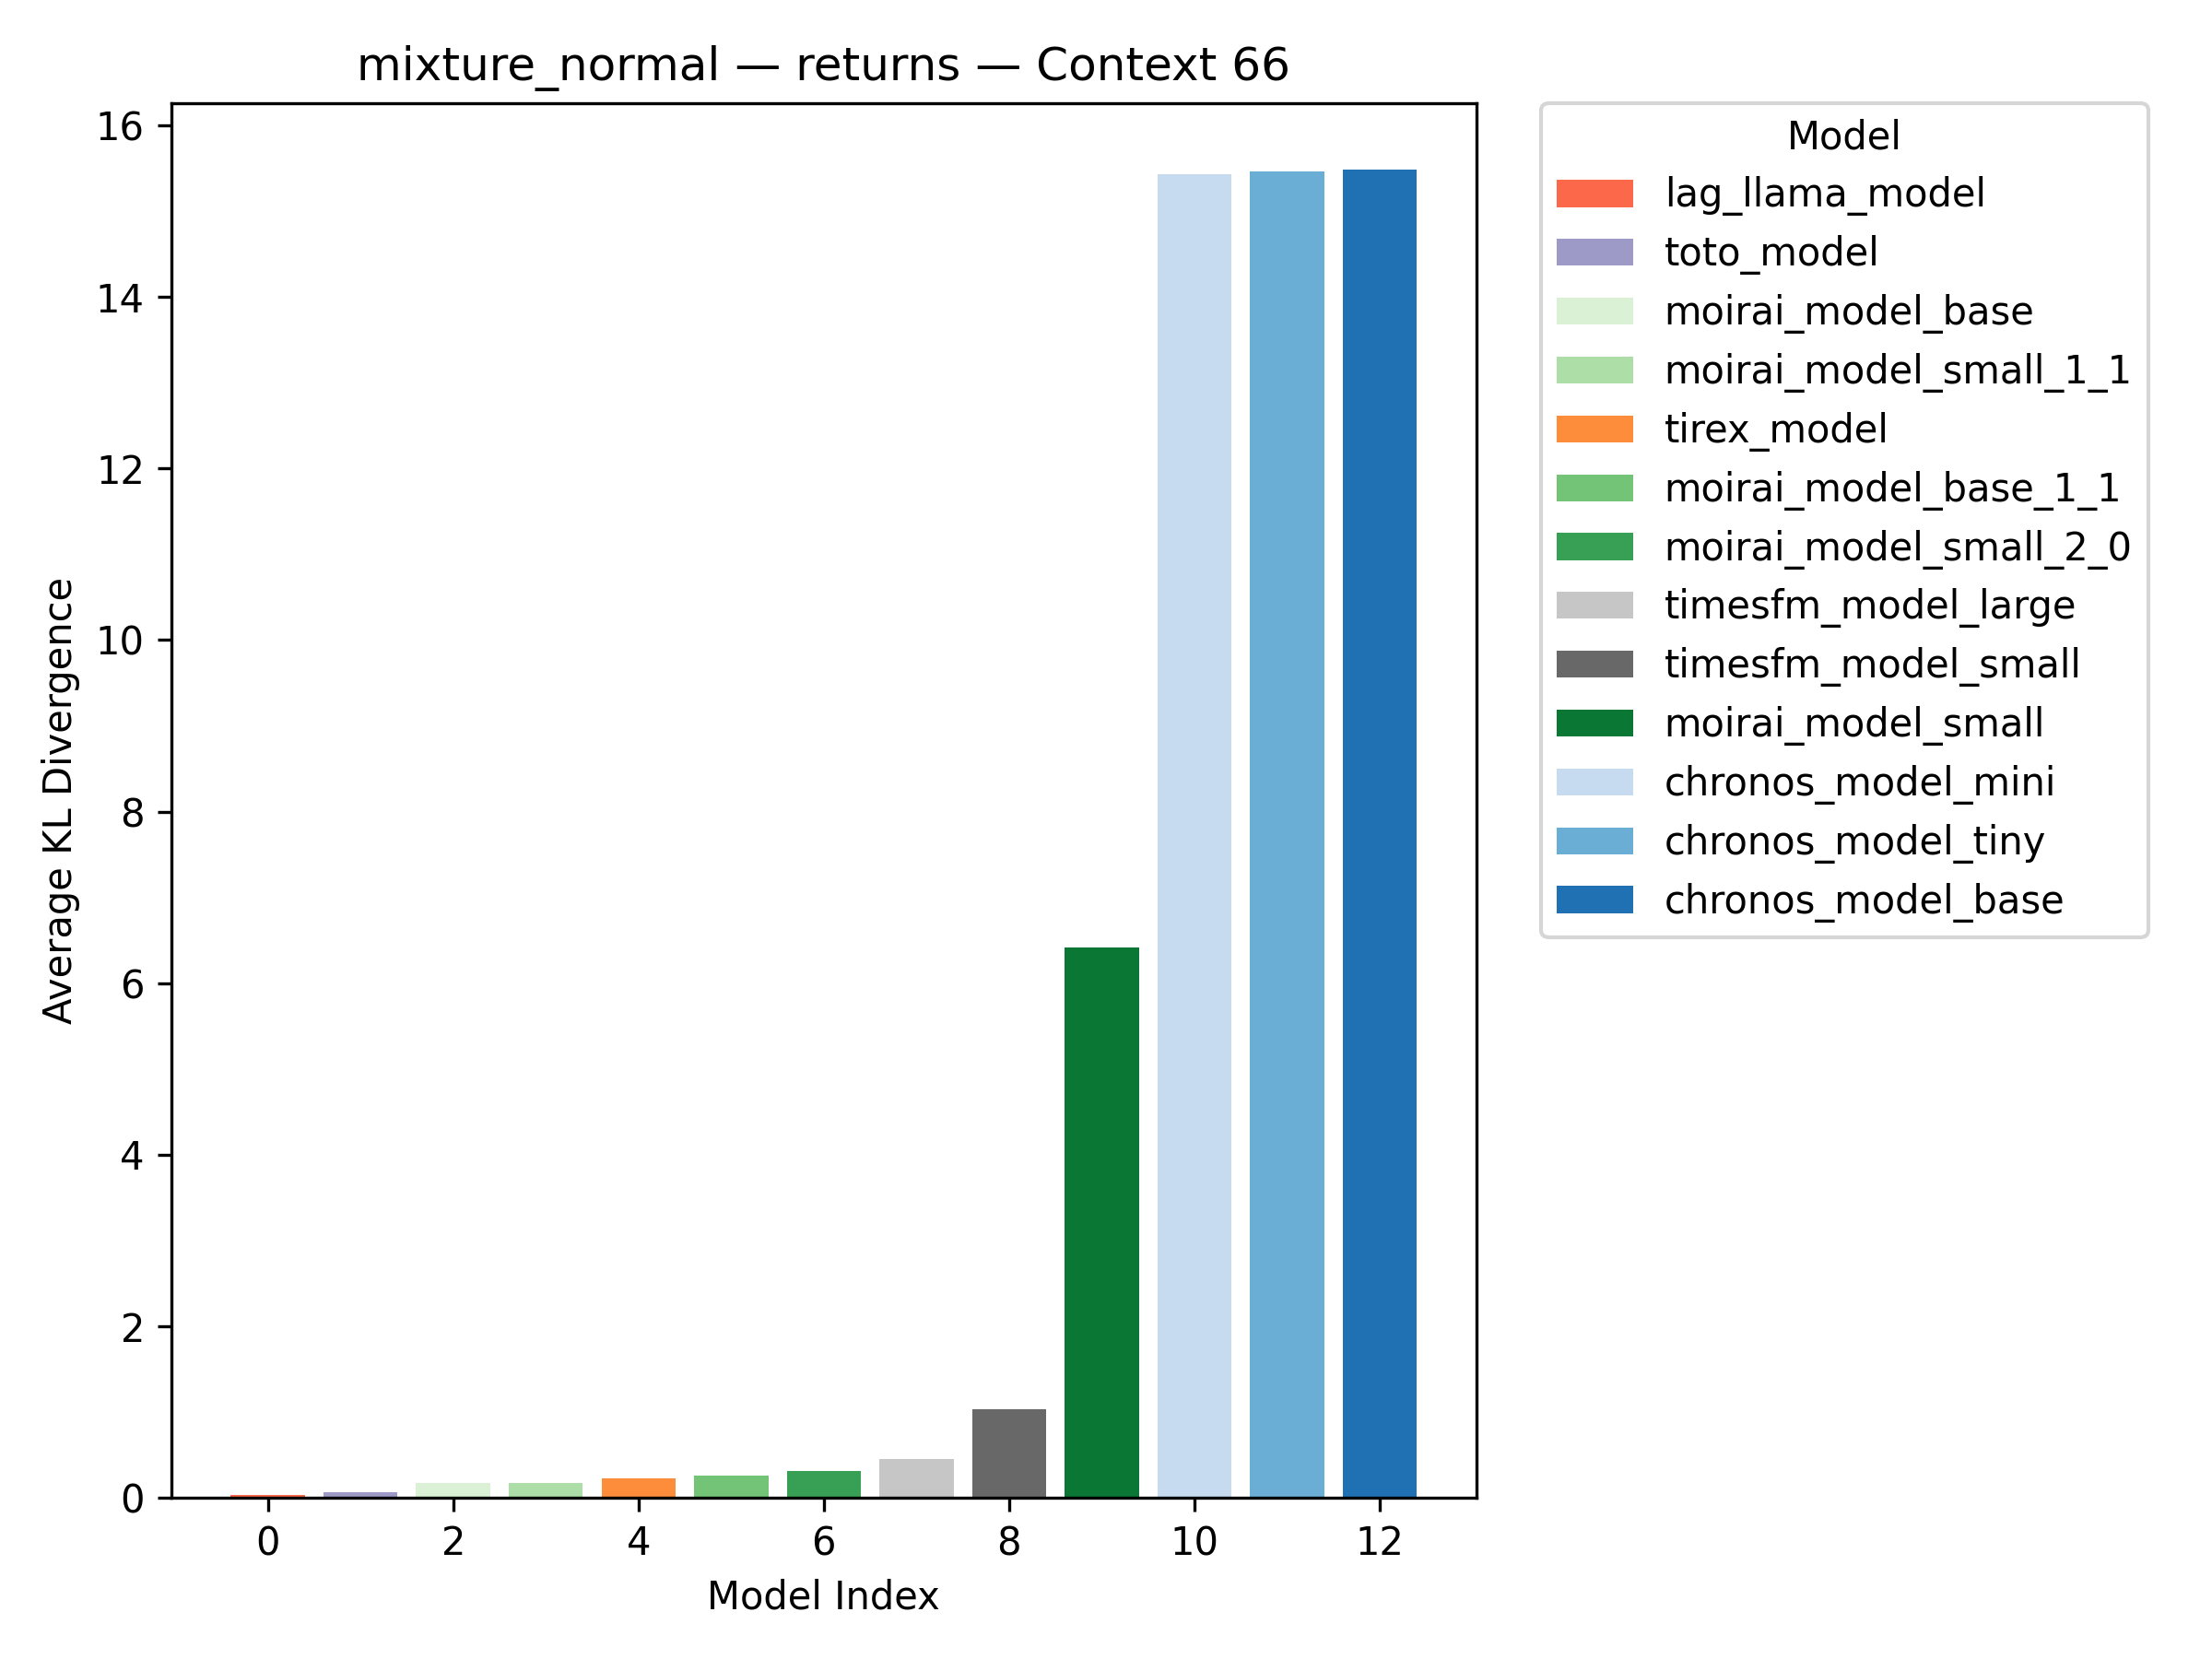 mixture_normal — returns — Context 66
16
14
12
10
8
6
4
2
0
Average KL Divergence
0 2 4 6 8 10 12
Model Index
Model
lag_llama_model
toto_model
moirai_model_base
moirai_model_small_1_1
tirex_model
moirai_model_base_1_1
moirai_model_small_2_0
timesfm_model_large
timesfm_model_small
moirai_model_small
chronos_model_mini
chronos_model_tiny
chronos_model_base